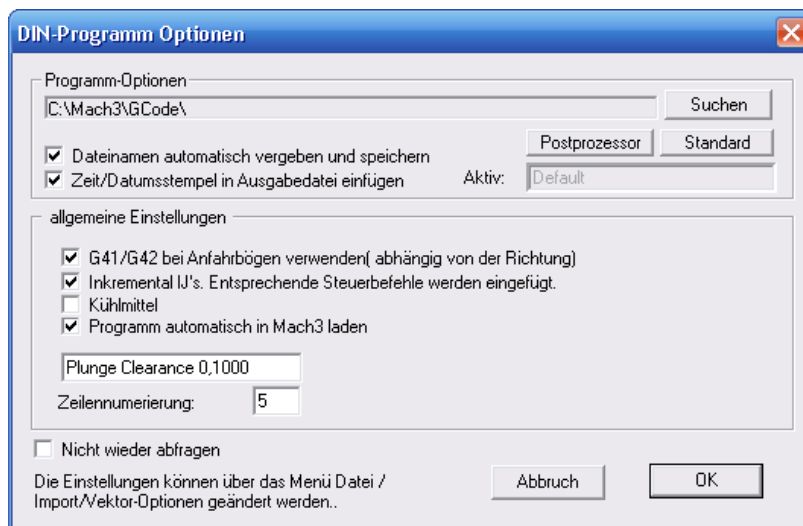 DIN-Programm Optionen
Programm-Optionen
C:\Mach3\GCode\
Suchen
Dateinamen automatisch vergeben und speichern
Postprozessor
Standard
Zeit/Datumsstempel in Ausgabedatei einfügen
Aktiv:
Default
allgemeine Einstellungen
G41/G42 bei Anfahrbögen verwenden( abhängig von der Richtung)
Inkremental IJ's. Entsprechende Steuerbefehle werden eingefügt.
Kühlmittel
Programm automatisch in Mach3 laden
Plunge Clearance 0,1000
Zeilennumerierung:
5
Nicht wieder abfragen
Die Einstellungen können über das Menü Datei /
Import/Vektor-Optionen geändert werden..
Abbruch
OK